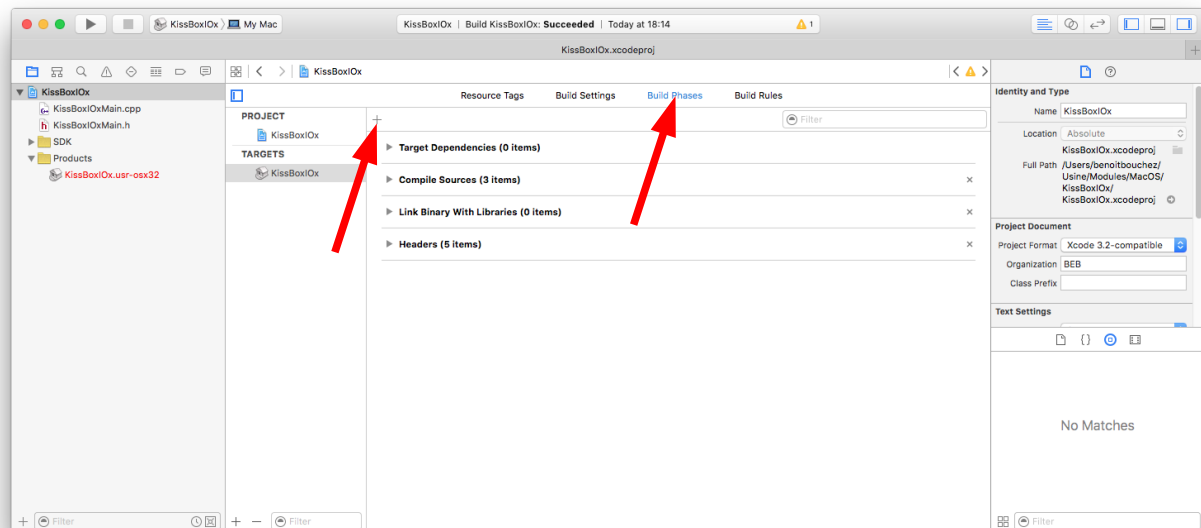 KissBoxIOx
My Mac
KissBoxIOx | Build KissBoxIOx: Succeeded | Today at 18:14
1
KissBoxIOx.xcodeproj
KissBoxIOx
KissBoxIOxMain.cpp
KissBoxIOxMain.h
SDK
Products
KissBoxIOx.usr-osx32
Filter
KissBoxIOx
Resource Tags
Build Settings
Build Phases
Build Rules
PROJECT
KissBoxIOx
TARGETS
KissBoxIOx
Filter
Filter
Target Dependencies (0 items)
Compile Sources (3 items)
Link Binary With Libraries (0 items)
Headers (5 items)
Identity and Type
Name KissBoxIOx
Location Absolute
KissBoxIOx.xcodeproj
Full Path /Users/benoitbouchez/
Usine/Modules/MacOS/
KissBoxIOx/
KissBoxIOx.xcodeproj
Project Document
Project Format Xcode 3.2-compatible
Organization BEB
Class Prefix
Text Settings
No Matches
Filter